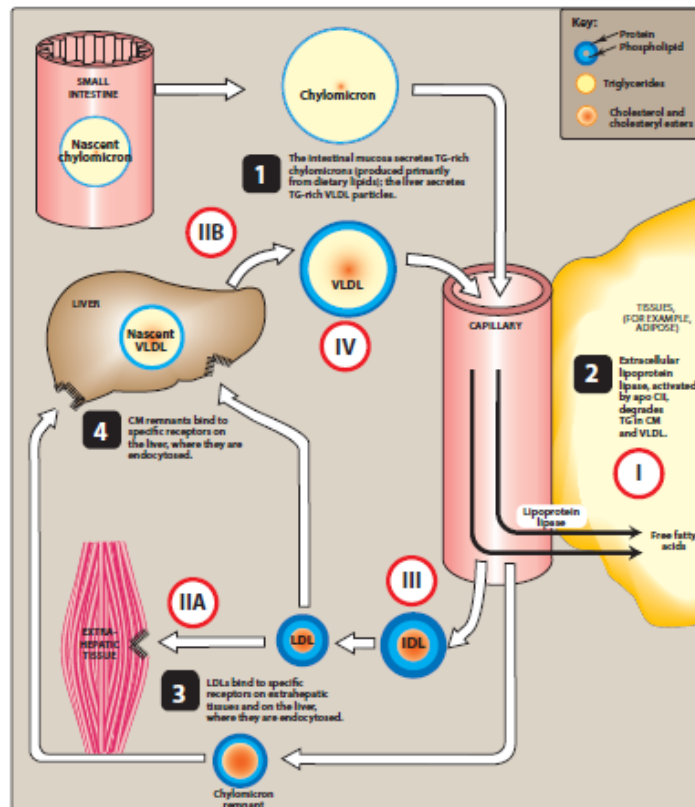 Key:
Protein
Phospholipid
Triglycerides
Cholesterol and
cholesteryl esters
SMALL
INTESTINE
Nascent
chylomicron
Chylomicron
1
The intestinal mucosa secretes TG-rich
chylomicrons (produced primarily
from dietary lipids); the liver secretes
TG-rich VLDL particles.
IIB
VLDL
IV
LIVER
Nascent
VLDL
CAPILLARY
TISSUES,
(FOR EXAMPLE,
ADIPOSE)
2
Extracellular
lipoprotein
lipase, activated
by apo CII,
degrades
TG in CM
and VLDL.
I
4
CM remnants bind to
specific receptors on
the liver, where they are
endocytosed.
Lipoprotein
lipase
Free fatty
acids
III
IIA
EXTRA-
HEPATIC
TISSUE
LDL
IDL
3
LDLs bind to specific
receptors on extrahepatic
tissues and on the liver,
where they are endocytosed.
Chylomicron
remnant